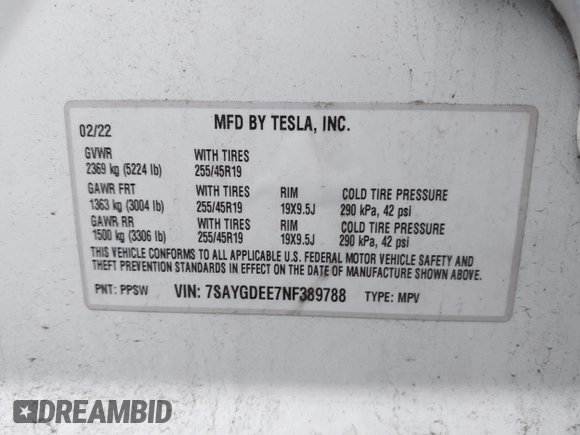 MFD BY TESLA, INC.
02/22
GVWR WITH TIRES
2369 kg (5224 lb) 255/45R19
GAWR FRT WITH TIRES RIM COLD TIRE PRESSURE
1363 kg (3004 lb) 255/45R19 19X9.5J 290 kPa, 42 psi
GAWR RR WITH TIRES RIM COLD TIRE PRESSURE
1500 kg (3306 lb) 255/45R19 19X9.5J 290 kPa, 42 psi
THIS VEHICLE CONFORMS TO ALL APPLICABLE U.S. FEDERAL MOTOR VEHICLE SAFETY AND
THEFT PREVENTION STANDARDS IN EFFECT ON THE DATE OF MANUFACTURE SHOWN ABOVE.
PNT: PPSW VIN: 7SAYGDEE7NF389788 TYPE: MPV
DREAMBID